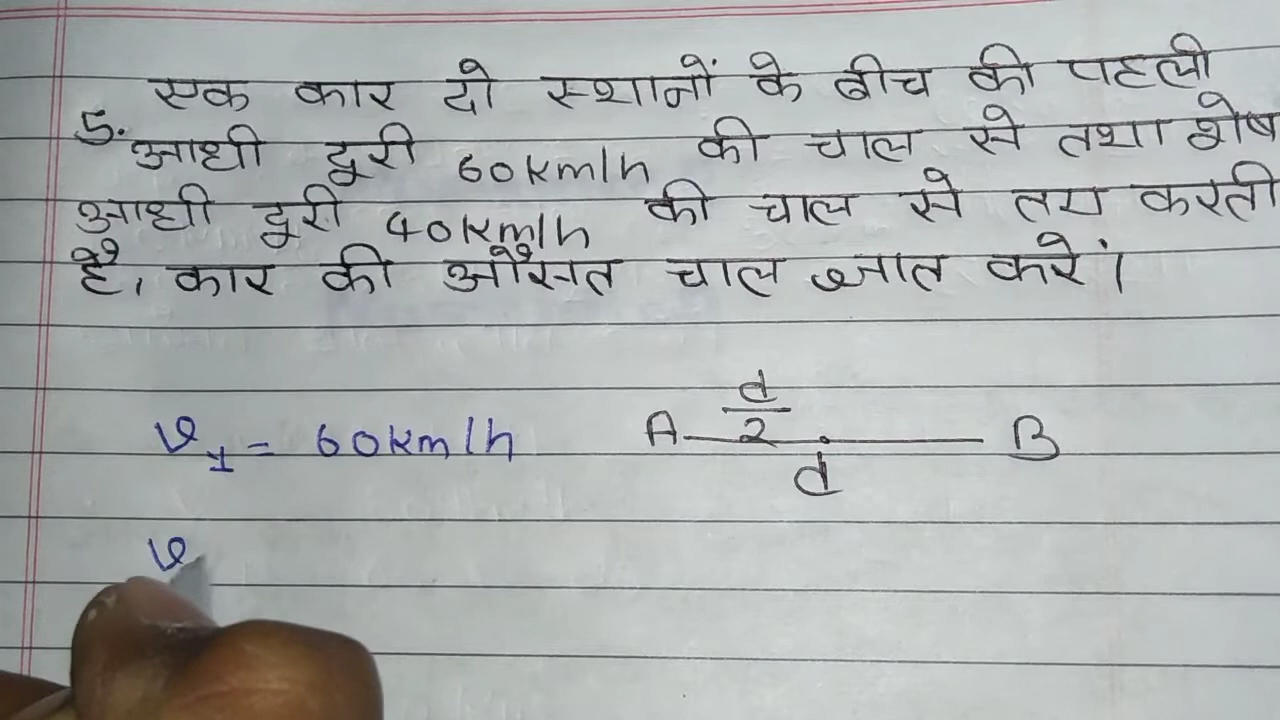 एक कार दो स्थानों के बीच की पहली
5. आधी दूरी 60km/h की चाल से तथा शेष
आधी दूरी 40km/h की चाल से तय करती
है, कार की औसत चाल ज्ञात करें।
v₁ = 60km/h
A d/2 B
d
v